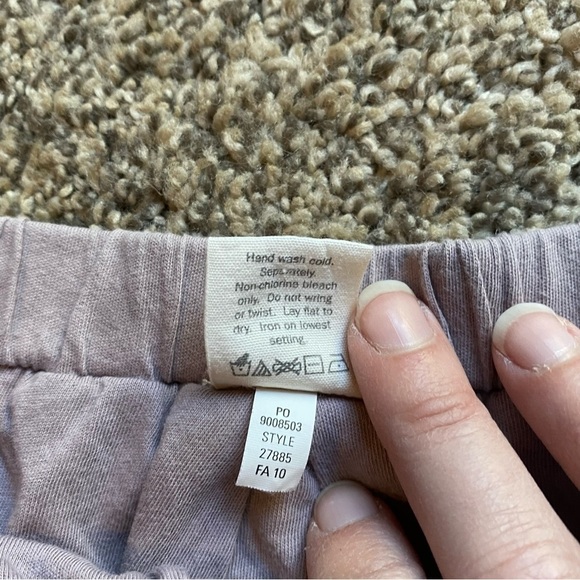 Hand wash cold.
Separately.
Non-chlorine bleach
only. Do not wring
or twist. Lay flat to
dry. Iron on lowest
setting.
PO
9008503
STYLE
27885
FA 10